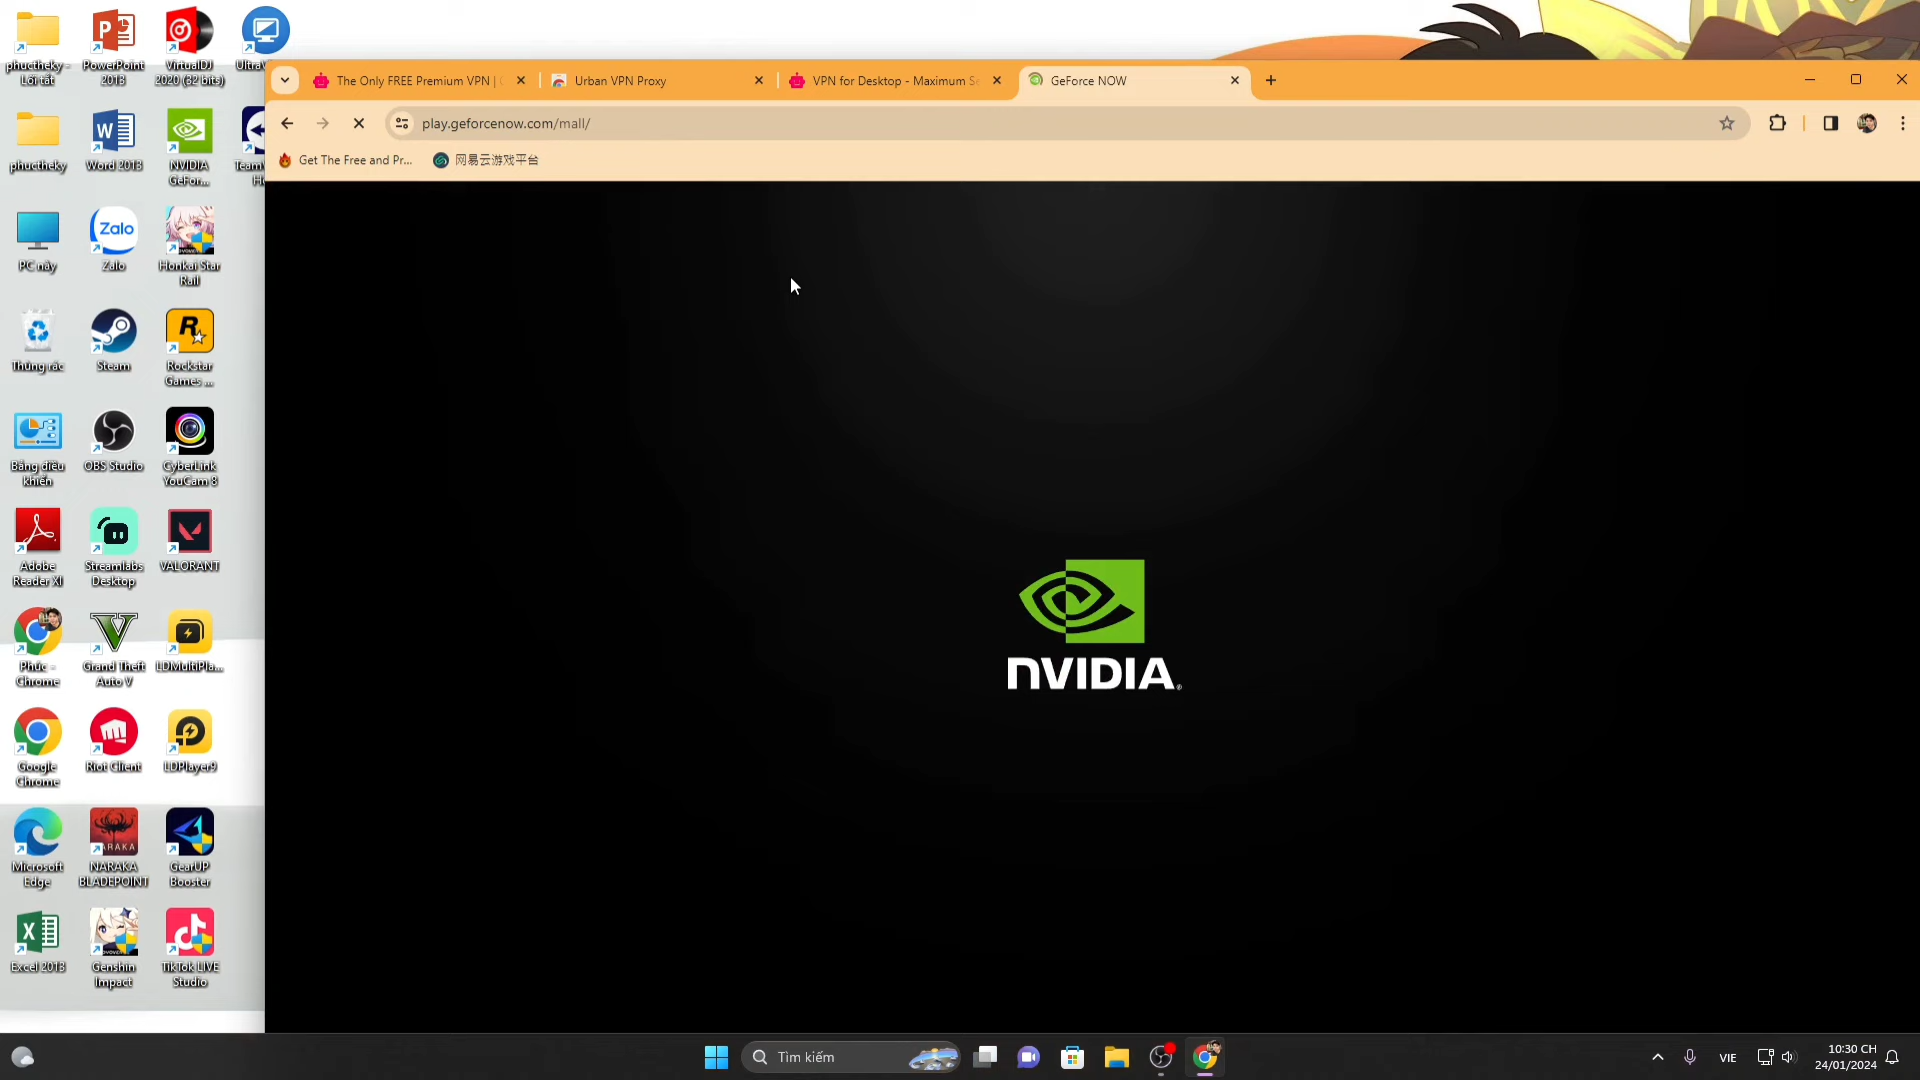 phuctheky -
Lối tắt
PowerPoint
2013
VirtualDJ
2020 (32 bits)
The Only FREE Premium VPN |
Urban VPN Proxy
VPN for Desktop - Maximum Se
GeForce NOW
play.geforcenow.com/mall/
Get The Free and Pr...
网易云游戏平台
phuctheky
Word 2013
NVIDIA
GeFor...
PC này
Zalo
Zalo
Honkai Star
Rail
Thùng rác
Steam
Rockstar
Games ...
Bảng điều
khiển
OBS Studio
CyberLink
YouCam 8
Adobe
Reader XI
Streamlabs
Desktop
VALORANT
Phúc -
Chrome
Grand Theft
Auto V
LDMultiPla...
Google
Chrome
Riot Client
LDPlayer9
Microsoft
Edge
NARAKA
BLADEPOINT
GearUP
Booster
Excel 2013
Genshin
Impact
TikTok LIVE
Studio
NVIDIA
Tìm kiếm
VIE
10:30 CH
24/01/2024